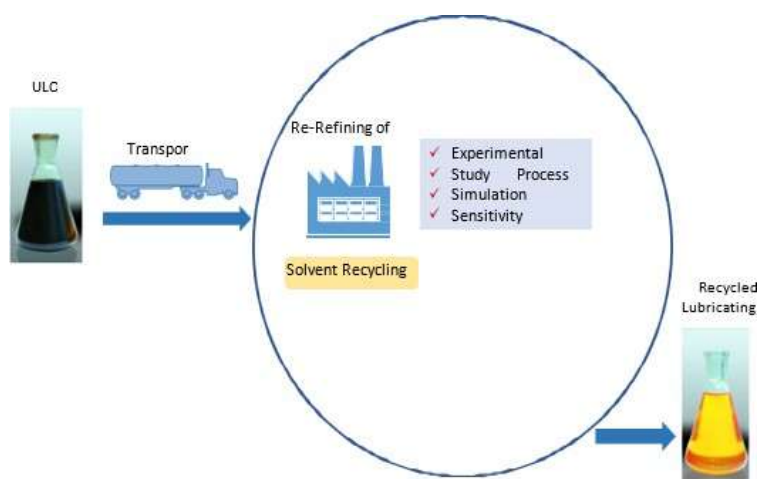 ULC
Transpor
Re-Refining of
✓ Experimental
✓ Study Process
✓ Simulation
✓ Sensitivity
Solvent Recycling
Recycled
Lubricating